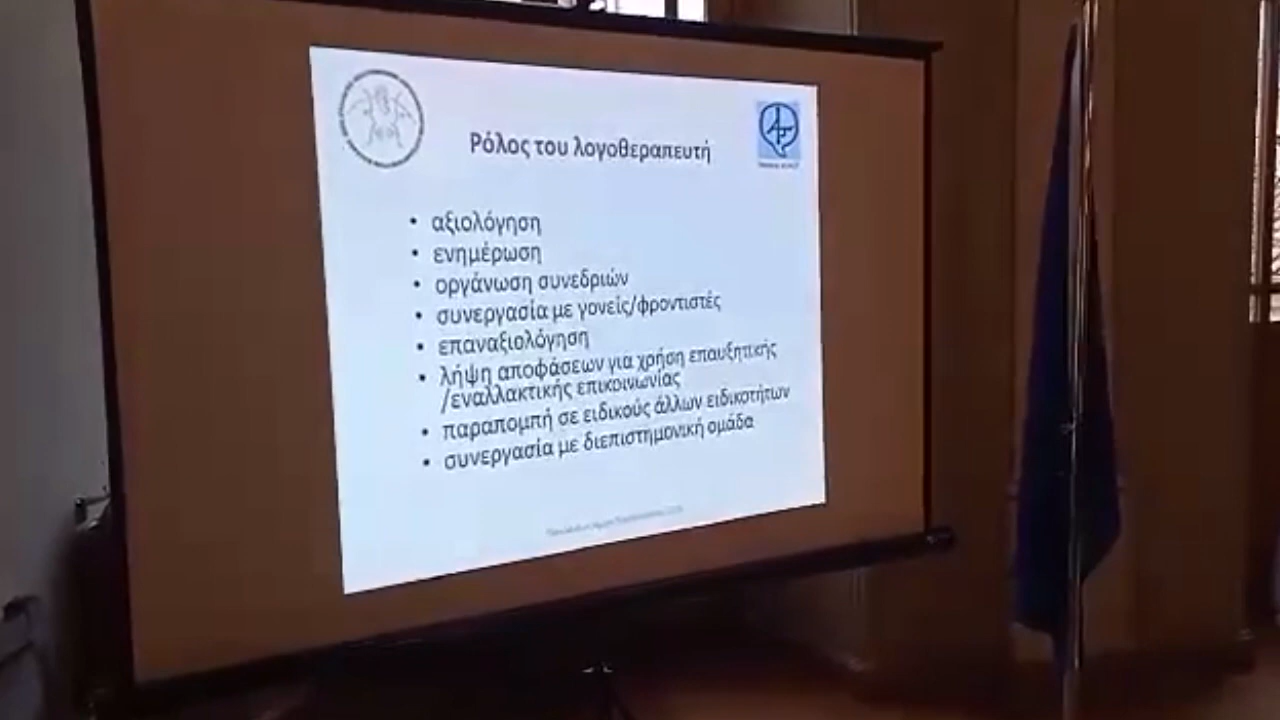 Ρόλος του λογοθεραπευτή
• αξιολόγηση
• ενημέρωση
• οργάνωση συνεδριών
• συνεργασία με γονείς/φροντιστές
• επαναξιολόγηση
• λήψη αποφάσεων για χρήση επαυξητικής
/εναλλακτικής επικοινωνίας
• παραπομπή σε ειδικούς άλλων ειδικοτήτων
• συνεργασία με διεπιστημονική ομάδα